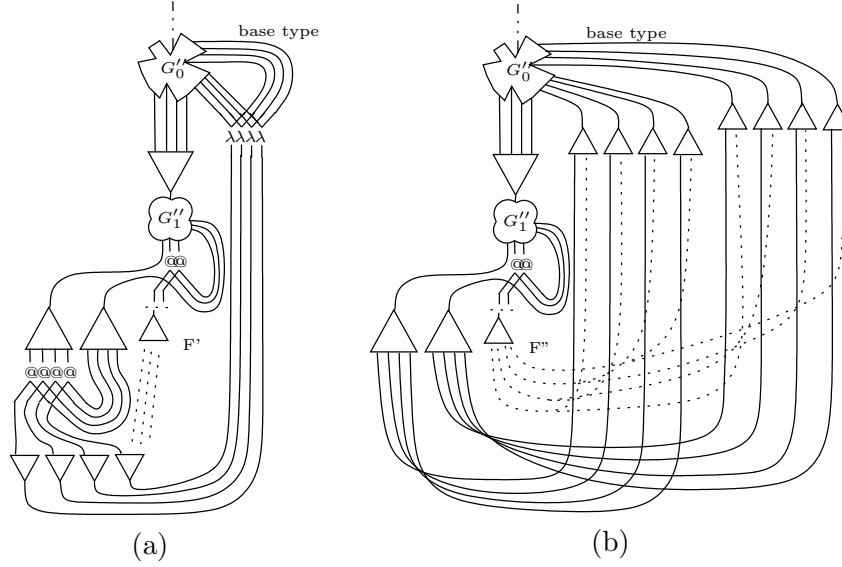 base type
G′₀
λλλλ
G″₁
@@
F'
@@@@
(a)
base type
G″₀
G″₁
@@
F"
(b)